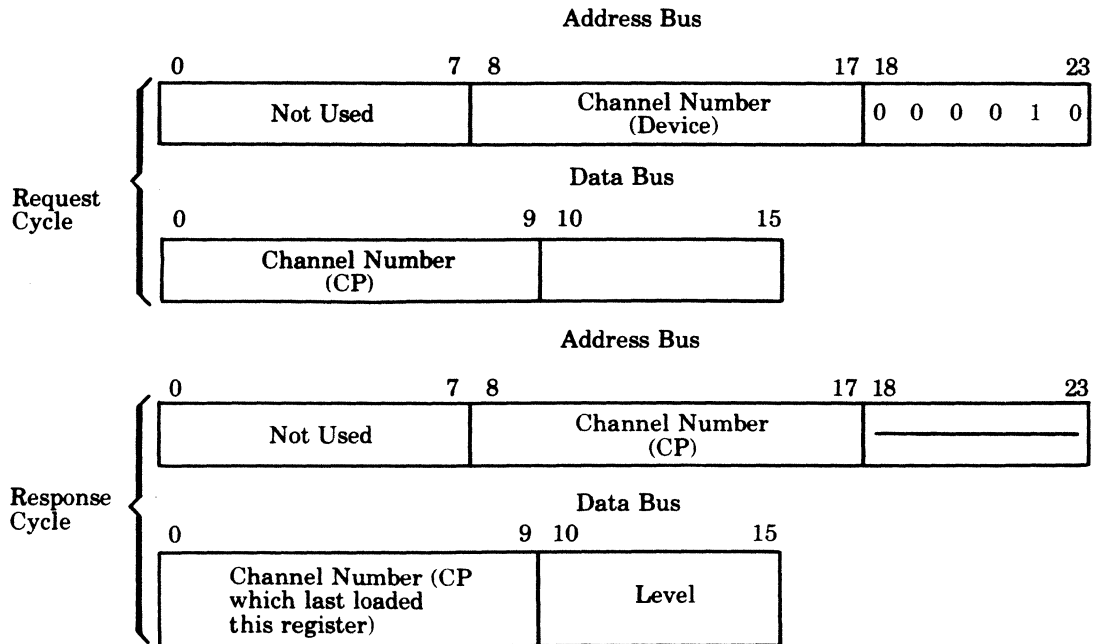 Address Bus
0 7 8 17 18 23
Not Used
Channel Number
(Device)
0 0 0 0 1 0
Request
Cycle
Data Bus
0 9 10 15
Channel Number
(CP)
Address Bus
0 7 8 17 18 23
Not Used
Channel Number
(CP)
Response
Cycle
Data Bus
0 9 10 15
Channel Number (CP
which last loaded
this register)
Level